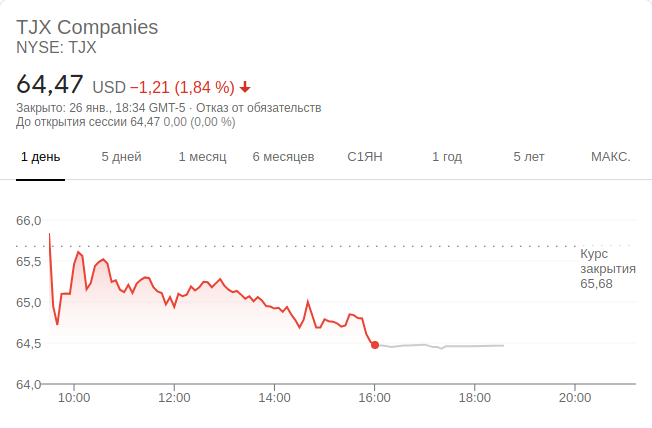 TJX Companies
NYSE: TJX
64,47 USD −1,21 (1,84 %)
Закрыто: 26 янв., 18:34 GMT-5 · Отказ от обязательств
До открытия сессии 64,47 0,00 (0,00 %)
1 день 5 дней 1 месяц 6 месяцев С1ЯН 1 год 5 лет МАКС.
66,0
65,5
65,0
64,5
64,0
Курс
закрытия
65,68
10:00 12:00 14:00 16:00 18:00 20:00